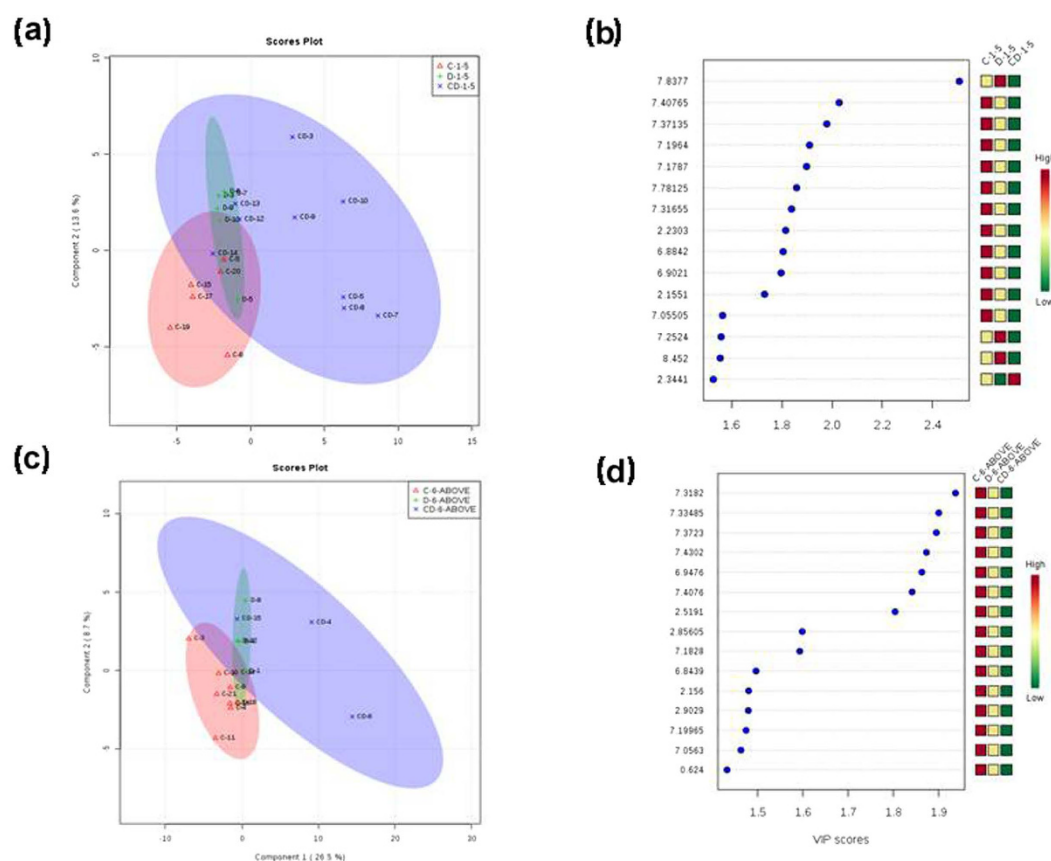 (a)
Scores Plot
C-1-5
D-1-5
CD-1-5
Component 2 ( 13.6 %)
10
5
0
-5
-5
0
5
10
15
CD-3
D-7
CD-13
D-9
CD-12
D-10
CD-9
CD-10
CD-14
C-5
C-20
C-15
C-17
D-5
CD-5
CD-8
CD-7
C-19
C-8
(b)
C-1-5
D-1-5
CD-1-5
7.8377
7.40765
7.37135
7.1964
7.1787
7.78125
7.31655
2.2303
6.8842
6.9021
2.1551
7.05505
7.2524
8.452
2.3441
1.6 1.8 2.0 2.2 2.4
High
Low
(c)
Scores Plot
C-6-ABOVE
D-6-ABOVE
CD-6-ABOVE
Component 2 ( 8.7 %)
10
5
0
-5
-10
0
10
20
30
Component 1 ( 26.5 %)
D-8
CD-15
CD-4
C-3
D-1
C-21
C-11
CD-6
(d)
C-6-ABOVE
D-6-ABOVE
CD-6-ABOVE
7.3182
7.33485
7.3723
7.4302
6.9476
7.4076
2.5191
2.85605
7.1828
6.8439
2.156
2.9029
7.19965
7.0563
0.624
1.5 1.6 1.7 1.8 1.9
VIP scores
High
Low